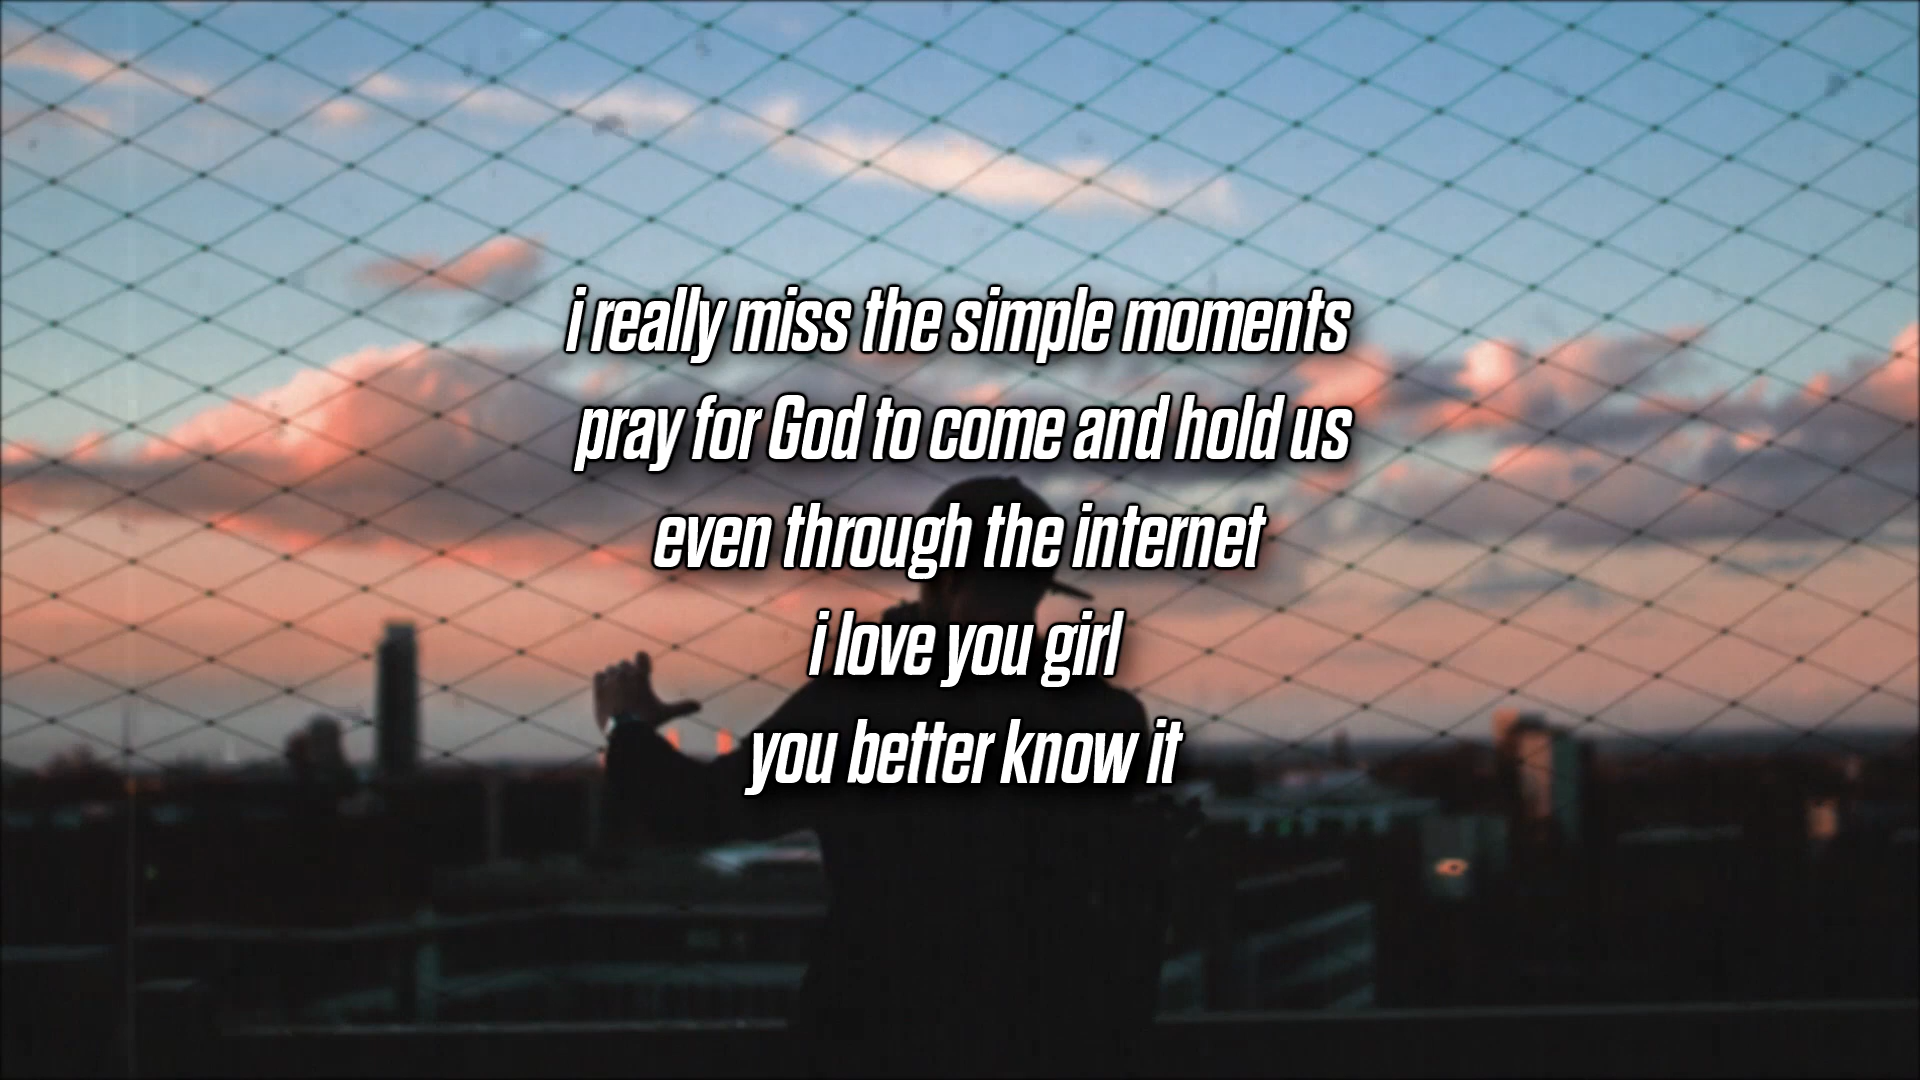 i really miss the simple moments
pray for God to come and hold us
even through the internet
i love you girl
you better know it